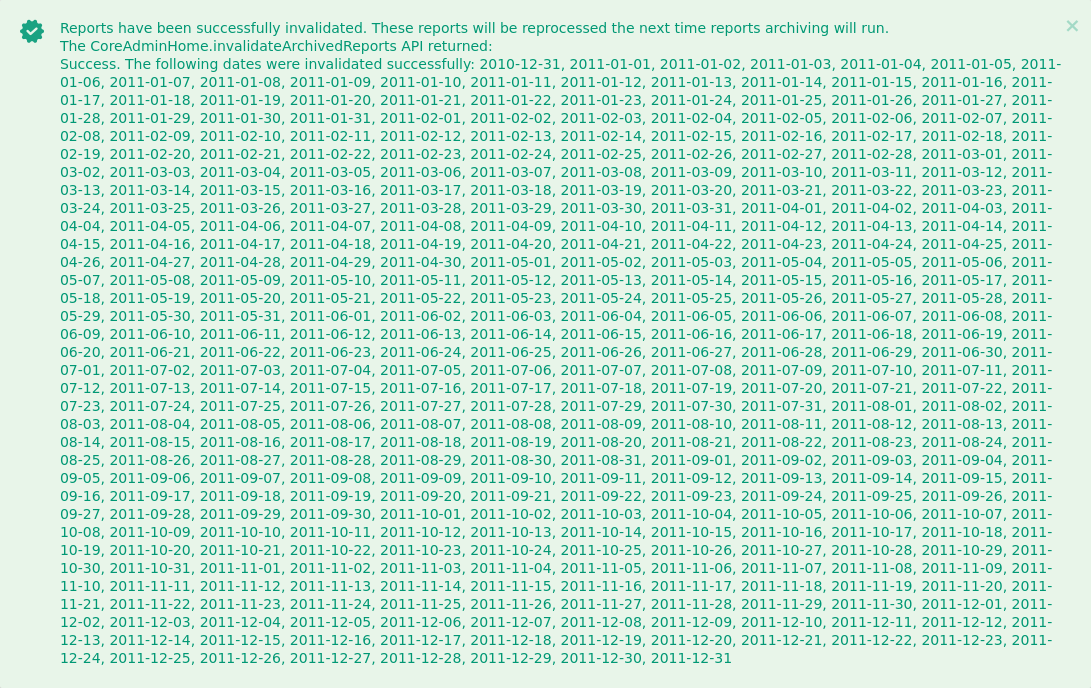 Reports have been successfully invalidated. These reports will be reprocessed the next time reports archiving will run.
The CoreAdminHome.invalidateArchivedReports API returned:
Success. The following dates were invalidated successfully: 2010-12-31, 2011-01-01, 2011-01-02, 2011-01-03, 2011-01-04, 2011-01-05, 2011-
01-06, 2011-01-07, 2011-01-08, 2011-01-09, 2011-01-10, 2011-01-11, 2011-01-12, 2011-01-13, 2011-01-14, 2011-01-15, 2011-01-16, 2011-
01-17, 2011-01-18, 2011-01-19, 2011-01-20, 2011-01-21, 2011-01-22, 2011-01-23, 2011-01-24, 2011-01-25, 2011-01-26, 2011-01-27, 2011-
01-28, 2011-01-29, 2011-01-30, 2011-01-31, 2011-02-01, 2011-02-02, 2011-02-03, 2011-02-04, 2011-02-05, 2011-02-06, 2011-02-07, 2011-
02-08, 2011-02-09, 2011-02-10, 2011-02-11, 2011-02-12, 2011-02-13, 2011-02-14, 2011-02-15, 2011-02-16, 2011-02-17, 2011-02-18, 2011-
02-19, 2011-02-20, 2011-02-21, 2011-02-22, 2011-02-23, 2011-02-24, 2011-02-25, 2011-02-26, 2011-02-27, 2011-02-28, 2011-03-01, 2011-
03-02, 2011-03-03, 2011-03-04, 2011-03-05, 2011-03-06, 2011-03-07, 2011-03-08, 2011-03-09, 2011-03-10, 2011-03-11, 2011-03-12, 2011-
03-13, 2011-03-14, 2011-03-15, 2011-03-16, 2011-03-17, 2011-03-18, 2011-03-19, 2011-03-20, 2011-03-21, 2011-03-22, 2011-03-23, 2011-
03-24, 2011-03-25, 2011-03-26, 2011-03-27, 2011-03-28, 2011-03-29, 2011-03-30, 2011-03-31, 2011-04-01, 2011-04-02, 2011-04-03, 2011-
04-04, 2011-04-05, 2011-04-06, 2011-04-07, 2011-04-08, 2011-04-09, 2011-04-10, 2011-04-11, 2011-04-12, 2011-04-13, 2011-04-14, 2011-
04-15, 2011-04-16, 2011-04-17, 2011-04-18, 2011-04-19, 2011-04-20, 2011-04-21, 2011-04-22, 2011-04-23, 2011-04-24, 2011-04-25, 2011-
04-26, 2011-04-27, 2011-04-28, 2011-04-29, 2011-04-30, 2011-05-01, 2011-05-02, 2011-05-03, 2011-05-04, 2011-05-05, 2011-05-06, 2011-
05-07, 2011-05-08, 2011-05-09, 2011-05-10, 2011-05-11, 2011-05-12, 2011-05-13, 2011-05-14, 2011-05-15, 2011-05-16, 2011-05-17, 2011-
05-18, 2011-05-19, 2011-05-20, 2011-05-21, 2011-05-22, 2011-05-23, 2011-05-24, 2011-05-25, 2011-05-26, 2011-05-27, 2011-05-28, 2011-
05-29, 2011-05-30, 2011-05-31, 2011-06-01, 2011-06-02, 2011-06-03, 2011-06-04, 2011-06-05, 2011-06-06, 2011-06-07, 2011-06-08, 2011-
06-09, 2011-06-10, 2011-06-11, 2011-06-12, 2011-06-13, 2011-06-14, 2011-06-15, 2011-06-16, 2011-06-17, 2011-06-18, 2011-06-19, 2011-
06-20, 2011-06-21, 2011-06-22, 2011-06-23, 2011-06-24, 2011-06-25, 2011-06-26, 2011-06-27, 2011-06-28, 2011-06-29, 2011-06-30, 2011-
07-01, 2011-07-02, 2011-07-03, 2011-07-04, 2011-07-05, 2011-07-06, 2011-07-07, 2011-07-08, 2011-07-09, 2011-07-10, 2011-07-11, 2011-
07-12, 2011-07-13, 2011-07-14, 2011-07-15, 2011-07-16, 2011-07-17, 2011-07-18, 2011-07-19, 2011-07-20, 2011-07-21, 2011-07-22, 2011-
07-23, 2011-07-24, 2011-07-25, 2011-07-26, 2011-07-27, 2011-07-28, 2011-07-29, 2011-07-30, 2011-07-31, 2011-08-01, 2011-08-02, 2011-
08-03, 2011-08-04, 2011-08-05, 2011-08-06, 2011-08-07, 2011-08-08, 2011-08-09, 2011-08-10, 2011-08-11, 2011-08-12, 2011-08-13, 2011-
08-14, 2011-08-15, 2011-08-16, 2011-08-17, 2011-08-18, 2011-08-19, 2011-08-20, 2011-08-21, 2011-08-22, 2011-08-23, 2011-08-24, 2011-
08-25, 2011-08-26, 2011-08-27, 2011-08-28, 2011-08-29, 2011-08-30, 2011-08-31, 2011-09-01, 2011-09-02, 2011-09-03, 2011-09-04, 2011-
09-05, 2011-09-06, 2011-09-07, 2011-09-08, 2011-09-09, 2011-09-10, 2011-09-11, 2011-09-12, 2011-09-13, 2011-09-14, 2011-09-15, 2011-
09-16, 2011-09-17, 2011-09-18, 2011-09-19, 2011-09-20, 2011-09-21, 2011-09-22, 2011-09-23, 2011-09-24, 2011-09-25, 2011-09-26, 2011-
09-27, 2011-09-28, 2011-09-29, 2011-09-30, 2011-10-01, 2011-10-02, 2011-10-03, 2011-10-04, 2011-10-05, 2011-10-06, 2011-10-07, 2011-
10-08, 2011-10-09, 2011-10-10, 2011-10-11, 2011-10-12, 2011-10-13, 2011-10-14, 2011-10-15, 2011-10-16, 2011-10-17, 2011-10-18, 2011-
10-19, 2011-10-20, 2011-10-21, 2011-10-22, 2011-10-23, 2011-10-24, 2011-10-25, 2011-10-26, 2011-10-27, 2011-10-28, 2011-10-29, 2011-
10-30, 2011-10-31, 2011-11-01, 2011-11-02, 2011-11-03, 2011-11-04, 2011-11-05, 2011-11-06, 2011-11-07, 2011-11-08, 2011-11-09, 2011-
11-10, 2011-11-11, 2011-11-12, 2011-11-13, 2011-11-14, 2011-11-15, 2011-11-16, 2011-11-17, 2011-11-18, 2011-11-19, 2011-11-20, 2011-
11-21, 2011-11-22, 2011-11-23, 2011-11-24, 2011-11-25, 2011-11-26, 2011-11-27, 2011-11-28, 2011-11-29, 2011-11-30, 2011-12-01, 2011-
12-02, 2011-12-03, 2011-12-04, 2011-12-05, 2011-12-06, 2011-12-07, 2011-12-08, 2011-12-09, 2011-12-10, 2011-12-11, 2011-12-12, 2011-
12-13, 2011-12-14, 2011-12-15, 2011-12-16, 2011-12-17, 2011-12-18, 2011-12-19, 2011-12-20, 2011-12-21, 2011-12-22, 2011-12-23, 2011-
12-24, 2011-12-25, 2011-12-26, 2011-12-27, 2011-12-28, 2011-12-29, 2011-12-30, 2011-12-31